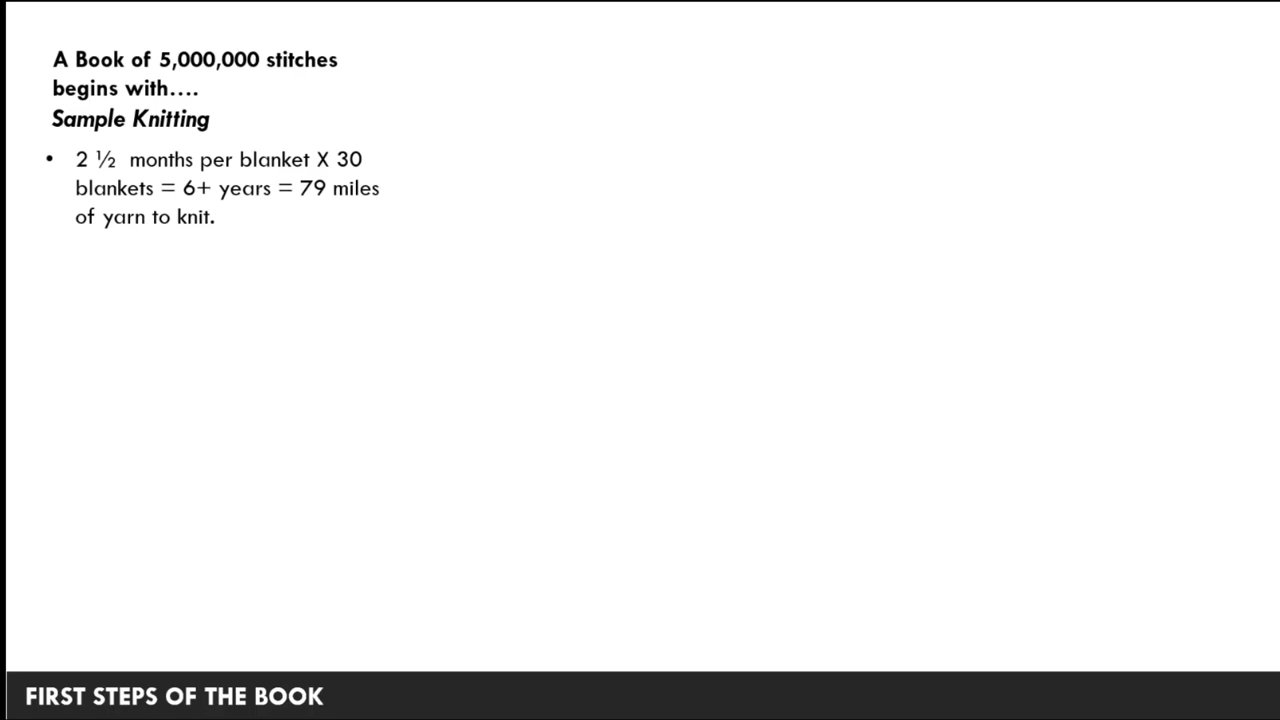 A Book of 5,000,000 stitches
begins with….
Sample Knitting
• 2 ½ months per blanket X 30
blankets = 6+ years = 79 miles
of yarn to knit.
FIRST STEPS OF THE BOOK